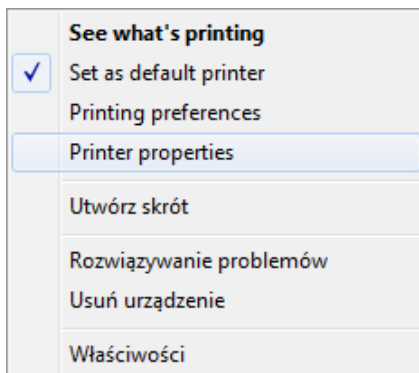 See what's printing
Set as default printer
Printing preferences
Printer properties
Utwórz skrót
Rozwiązywanie problemów
Usuń urządzenie
Właściwości